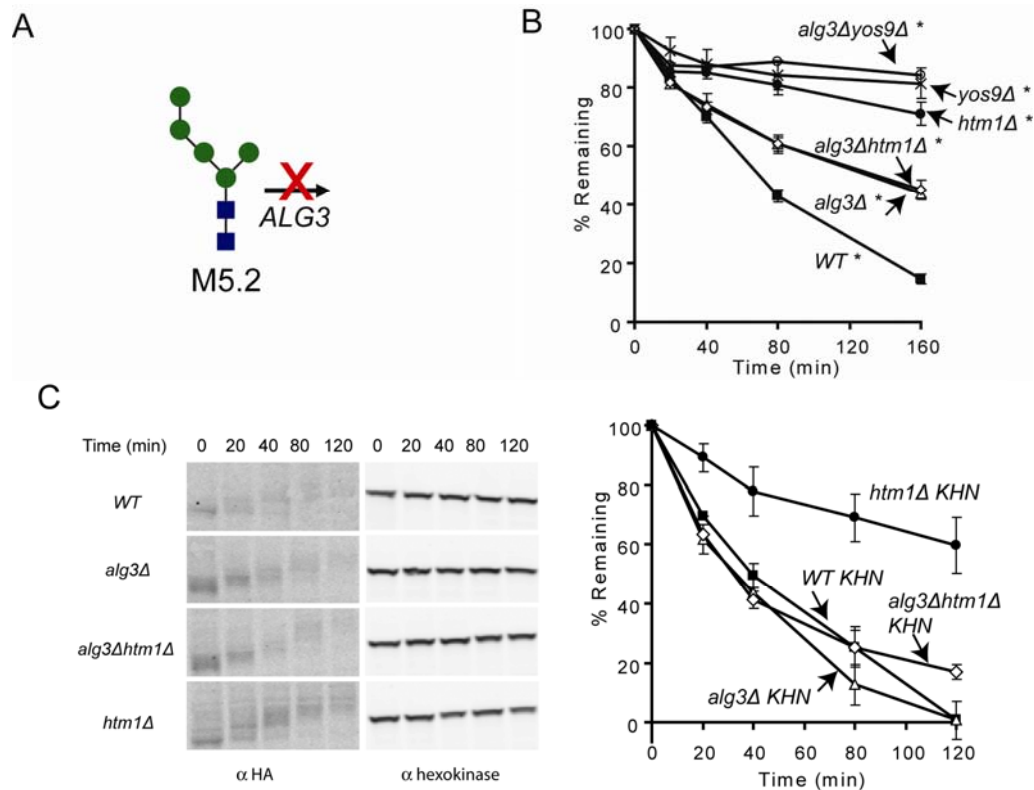 A
ALG3
M5.2
B
% Remaining
100
80
60
40
20
0
0 40 80 120 160
Time (min)
alg3Δyos9Δ *
yos9Δ *
htm1Δ *
alg3Δhtm1Δ *
alg3Δ *
WT *
C
Time (min) 0 20 40 80 120 0 20 40 80 120
WT
alg3Δ
alg3Δhtm1Δ
htm1Δ
α HA α hexokinase
% Remaining
100
80
60
40
20
0
0 20 40 60 80 100 120
Time (min)
htm1Δ KHN
WT KHN
alg3Δhtm1Δ
KHN
alg3Δ KHN